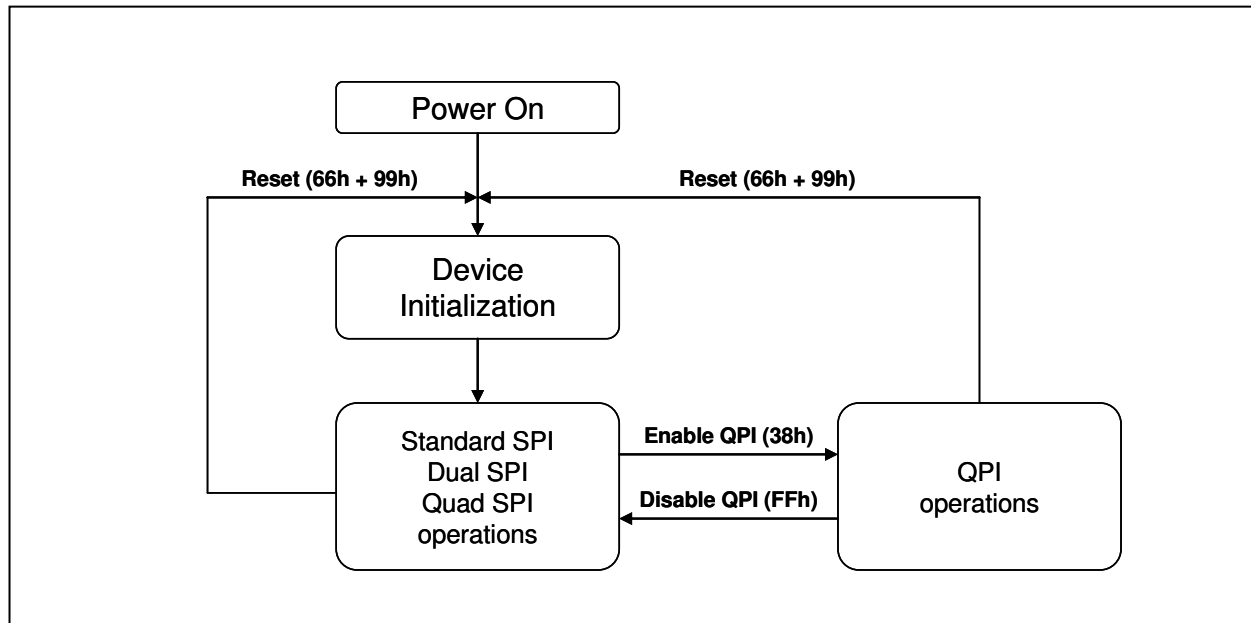 Power On
Reset (66h + 99h)
Reset (66h + 99h)
Device
Initialization
Standard SPI
Dual SPI
Quad SPI
operations
Enable QPI (38h)
Disable QPI (FFh)
QPI
operations